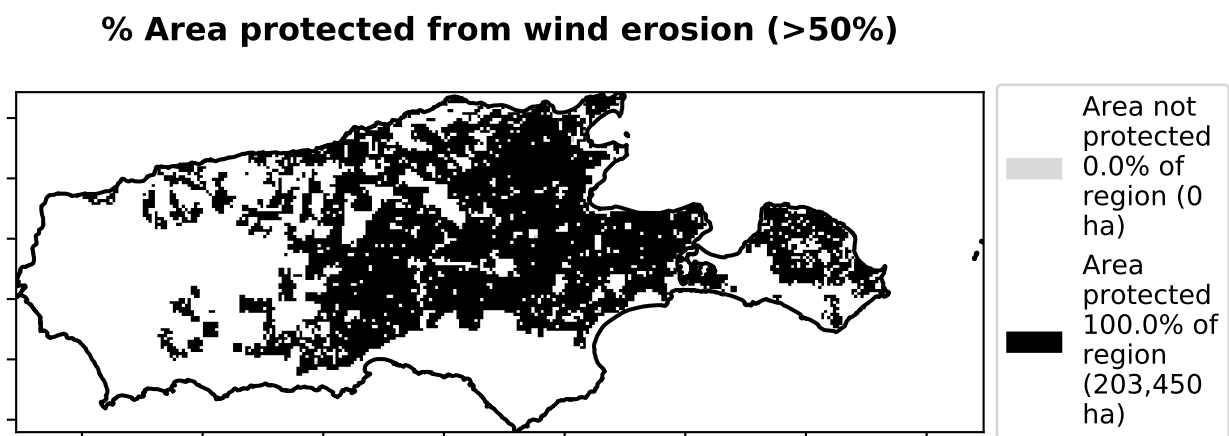 % Area protected from wind erosion (>50%)
Area not
protected
0.0% of
region (0
ha)
Area
protected
100.0% of
region
(203,450
ha)